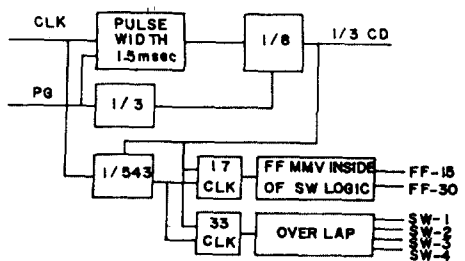 CLK
PULSE
WIDTH
1.5msec
1/8
1/3 CD
PG
1/3
1/543
17
CLK
FF MMV INSIDE
OF SW LOGIC
FF-15
FF-30
33
CLK
OVER LAP
SW-1
SW-2
SW-3
SW-4